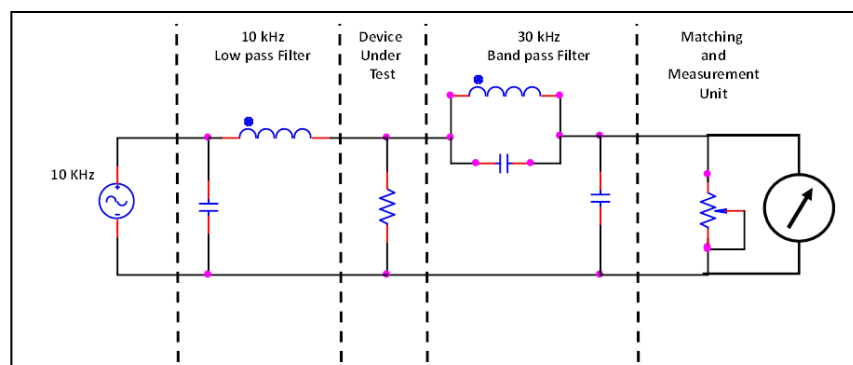 10 kHz
Low pass Filter
Device
Under
Test
30 kHz
Band pass Filter
Matching
and
Measurement
Unit
10 KHz
+
-